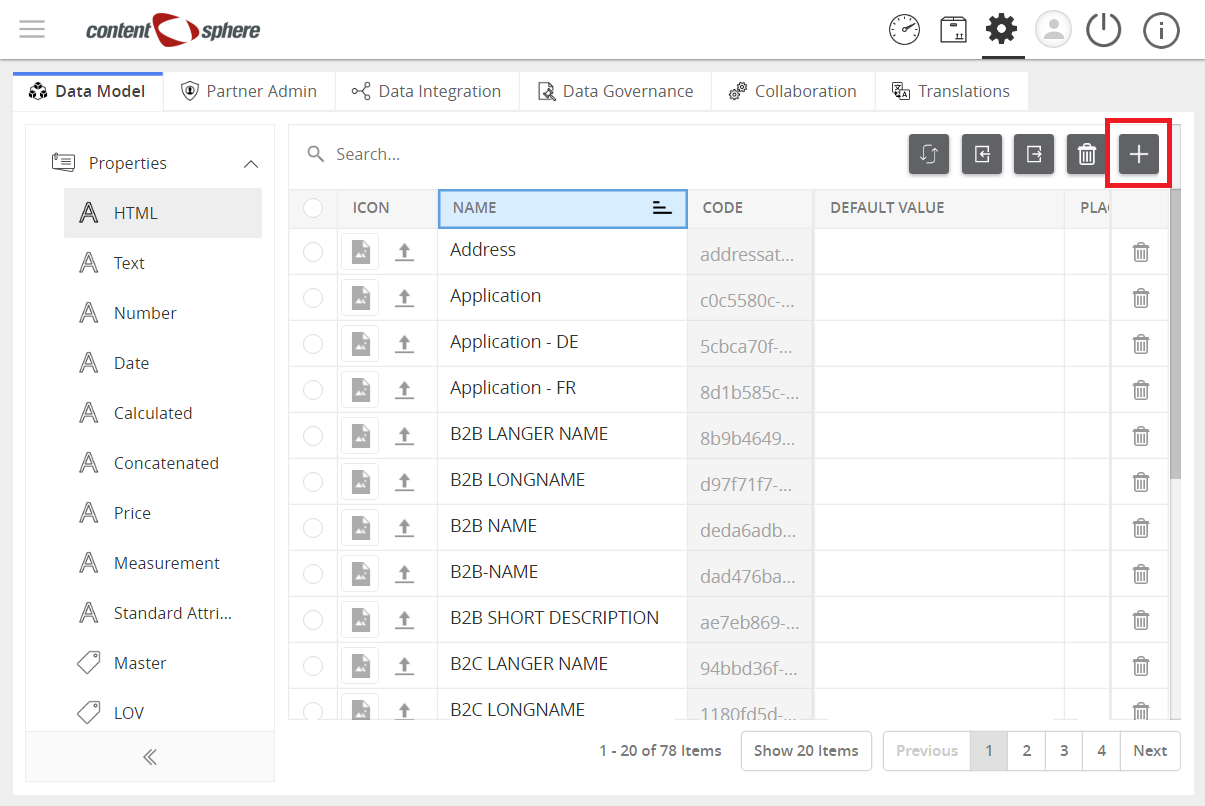 content sphere
Data Model Partner Admin Data Integration Data Governance Collaboration Translations
Properties
HTML
Text
Number
Date
Calculated
Concatenated
Price
Measurement
Standard Attri...
Master
LOV
Search...
ICON NAME CODE DEFAULT VALUE PLA
Address addressat...
Application c0c5580c-...
Application - DE 5cbca70f-...
Application - FR 8d1b585c-...
B2B LANGER NAME 8b9b4649...
B2B LONGNAME d97f71f7-...
B2B NAME deda6adb...
B2B-NAME dad476ba...
B2B SHORT DESCRIPTION ae7eb869-...
B2C LANGER NAME 94bbd36f-...
B2C LONGNAME 1180fd5d-...
1 - 20 of 78 Items Show 20 Items Previous 1 2 3 4 Next